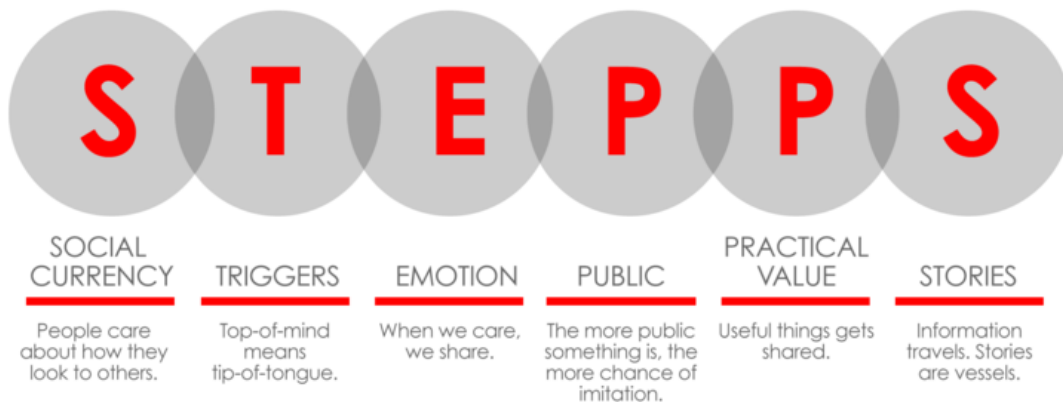 S T E P P S
SOCIAL
CURRENCY
People care
about how they
look to others.
TRIGGERS
Top-of-mind
means
tip-of-tongue.
EMOTION
When we care,
we share.
PUBLIC
The more public
something is, the
more chance of
imitation.
PRACTICAL
VALUE
Useful things gets
shared.
STORIES
Information
travels. Stories
are vessels.